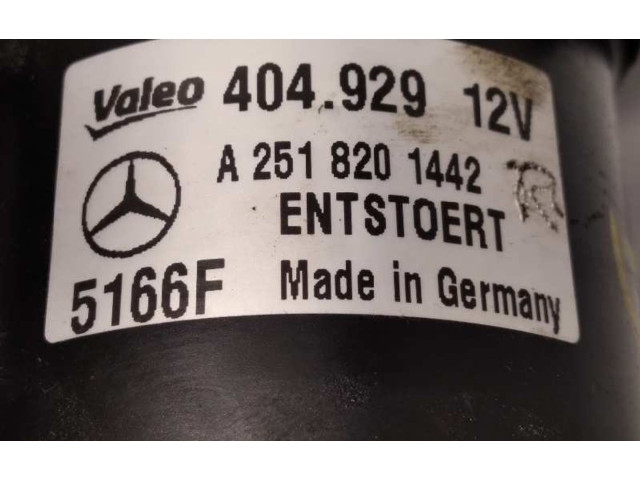 Valeo 404.929 12V
A 251 820 1442
ENTSTOERT
5166F Made in Germany